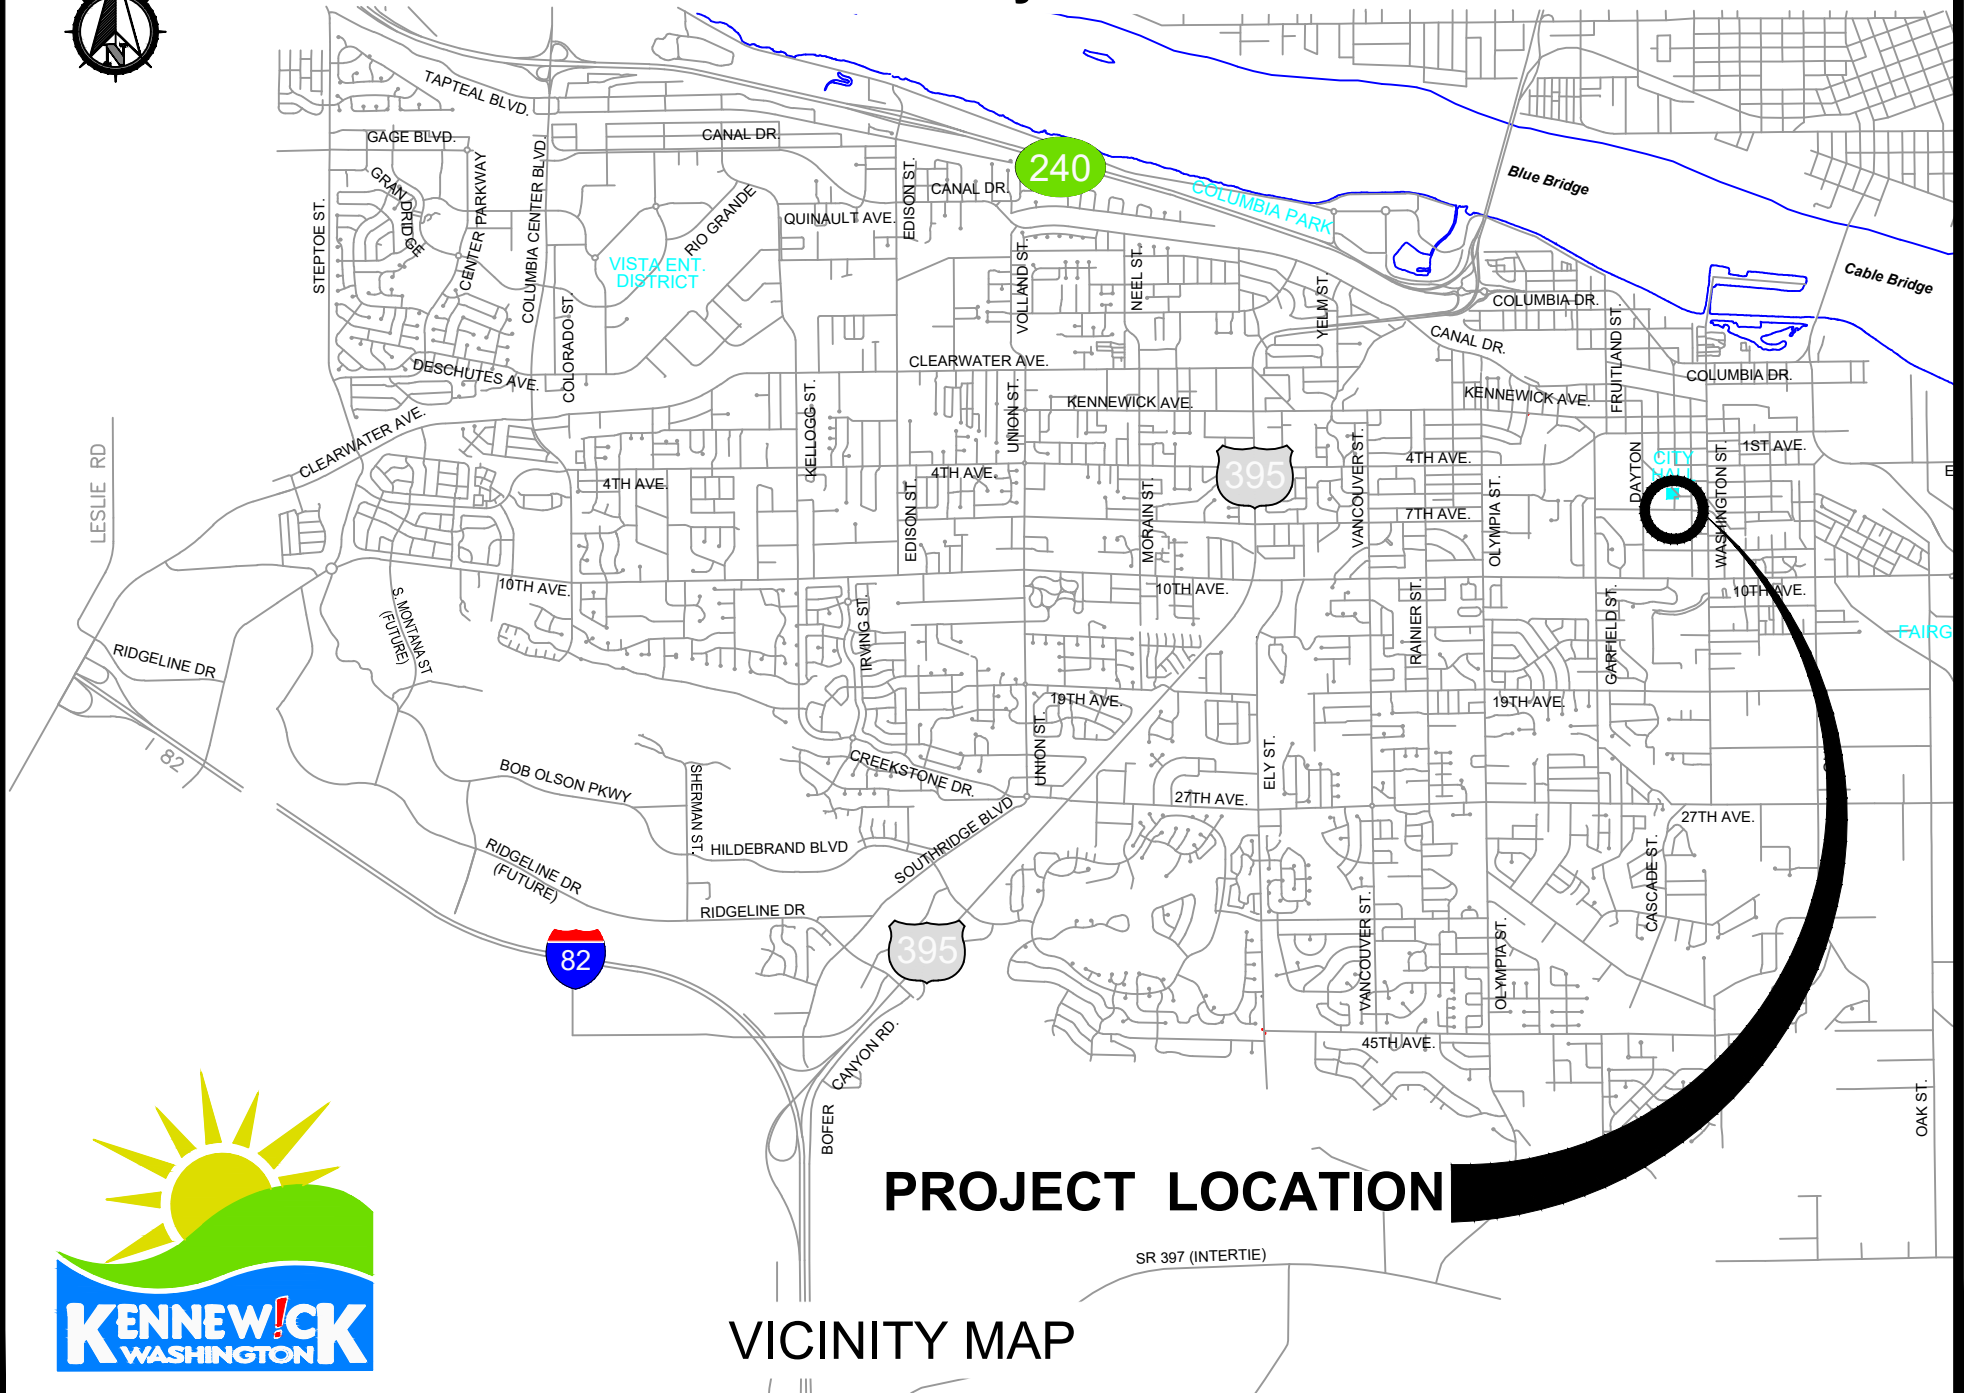 N
TAPTEAL BLVD.
GAGE BLVD.
CANAL DR.
CENTER PARKWAY
COLUMBIA CENTER BLVD.
GRANDRIDGE
STEPTOE ST.
RIO GRANDE
QUINAULT AVE.
EDISON ST.
CANAL DR.
240
COLUMBIA PARK
Blue Bridge
Cable Bridge
VISTA ENT.
DISTRICT
COLORADO ST.
VOLLAND ST.
NEEL ST.
YELM ST.
COLUMBIA DR.
CANAL DR.
FRUITLAND ST.
DESCHUTES AVE.
CLEARWATER AVE.
COLUMBIA DR.
CLEARWATER AVE.
KELLOGG ST.
UNION ST.
KENNEWICK AVE.
KENNEWICK AVE.
LESLIE RD
4TH AVE.
EDISON ST.
4TH AVE.
MORAIN ST.
395
VANCOUVER ST.
4TH AVE.
7TH AVE.
OLYMPIA ST.
DAYTON
CITY
HALL
WASHINGTON ST.
1ST AVE.
E
10TH AVE.
S. MONTANA ST
(FUTURE)
IRVING ST.
10TH AVE.
RAINIER ST.
GARFIELD ST.
10TH AVE.
FAIRG
RIDGELINE DR
I 82
19TH AVE.
19TH AVE.
UNION ST.
ELY ST.
BOB OLSON PKWY
SHERMAN ST.
CREEKSTONE DR.
27TH AVE.
27TH AVE.
HILDEBRAND BLVD
SOUTHRIDGE BLVD
RIDGELINE DR
(FUTURE)
RIDGELINE DR
CASCADE ST.
VANCOUVER ST.
OLYMPIA ST.
82
395
CANYON RD.
BOFER
45TH AVE.
OAK ST.
PROJECT LOCATION
SR 397 (INTERTIE)
KENNEW!CK
WASHINGTON
VICINITY MAP